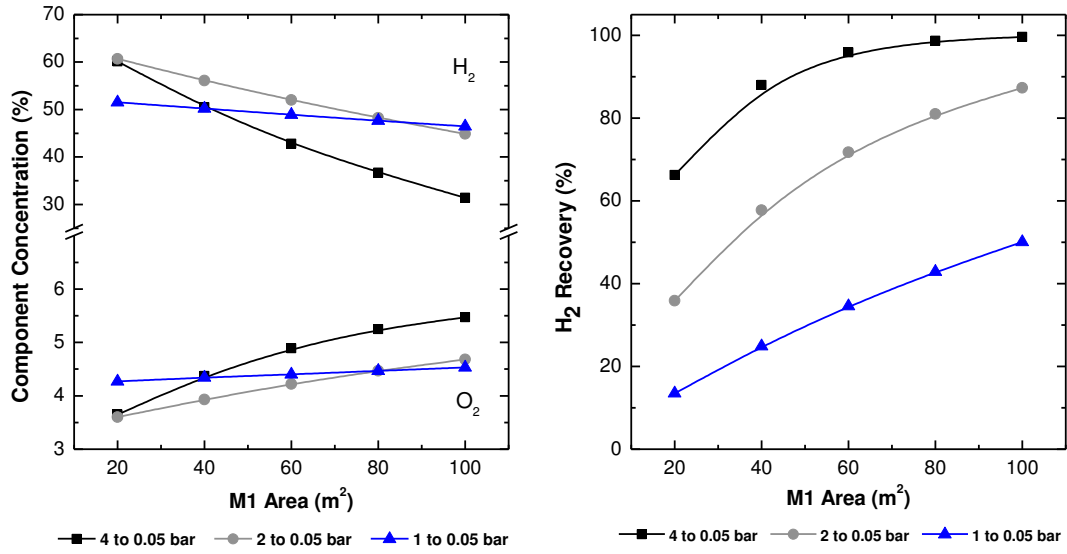 Component Concentration (%)
70
60
50
40
30
6
5
4
3
H₂
O₂
20 40 60 80 100
M1 Area (m²)
4 to 0.05 bar 2 to 0.05 bar 1 to 0.05 bar
H₂ Recovery (%)
100
80
60
40
20
0
20 40 60 80 100
M1 Area (m²)
4 to 0.05 bar 2 to 0.05 bar 1 to 0.05 bar